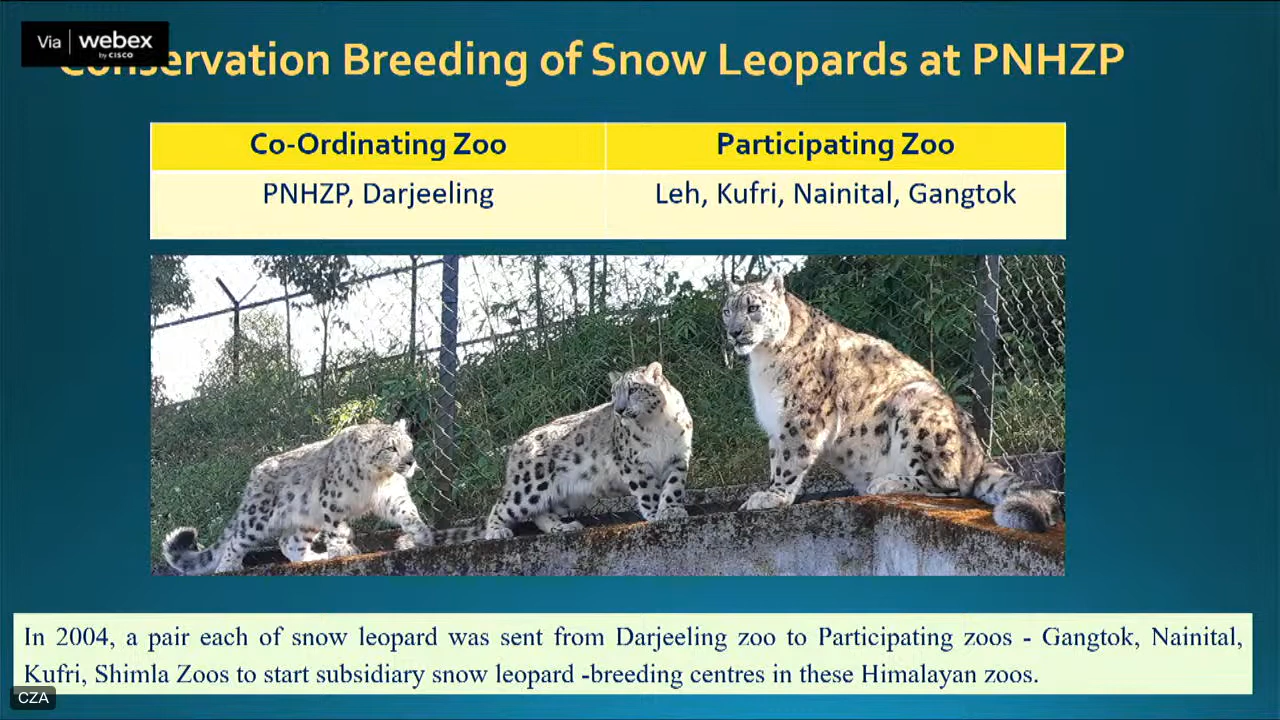 Via webex
by CISCO
Conservation Breeding of Snow Leopards at PNHZP
Co-Ordinating Zoo
Participating Zoo
PNHZP, Darjeeling
Leh, Kufri, Nainital, Gangtok
In 2004, a pair each of snow leopard was sent from Darjeeling zoo to Participating zoos - Gangtok, Nainital,
Kufri, Shimla Zoos to start subsidiary snow leopard -breeding centres in these Himalayan zoos.
CZA